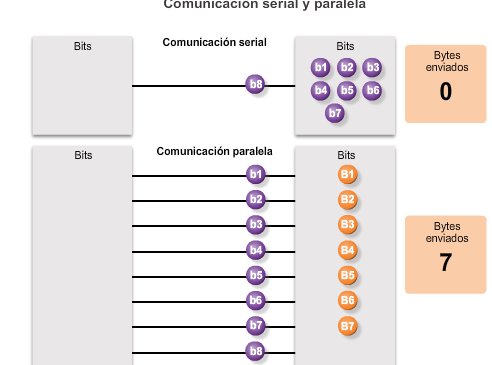 Comunicación serial y paralela
Bits
Comunicación serial
Bits
b1 b2 b3
b4 b5 b6
b7
b8
Bytes
enviados
0
Bits
Comunicación paralela
Bits
b1 B1
b2 B2
b3 B3
b4 B4
b5 B5
b6 B6
b7 B7
b8
Bytes
enviados
7